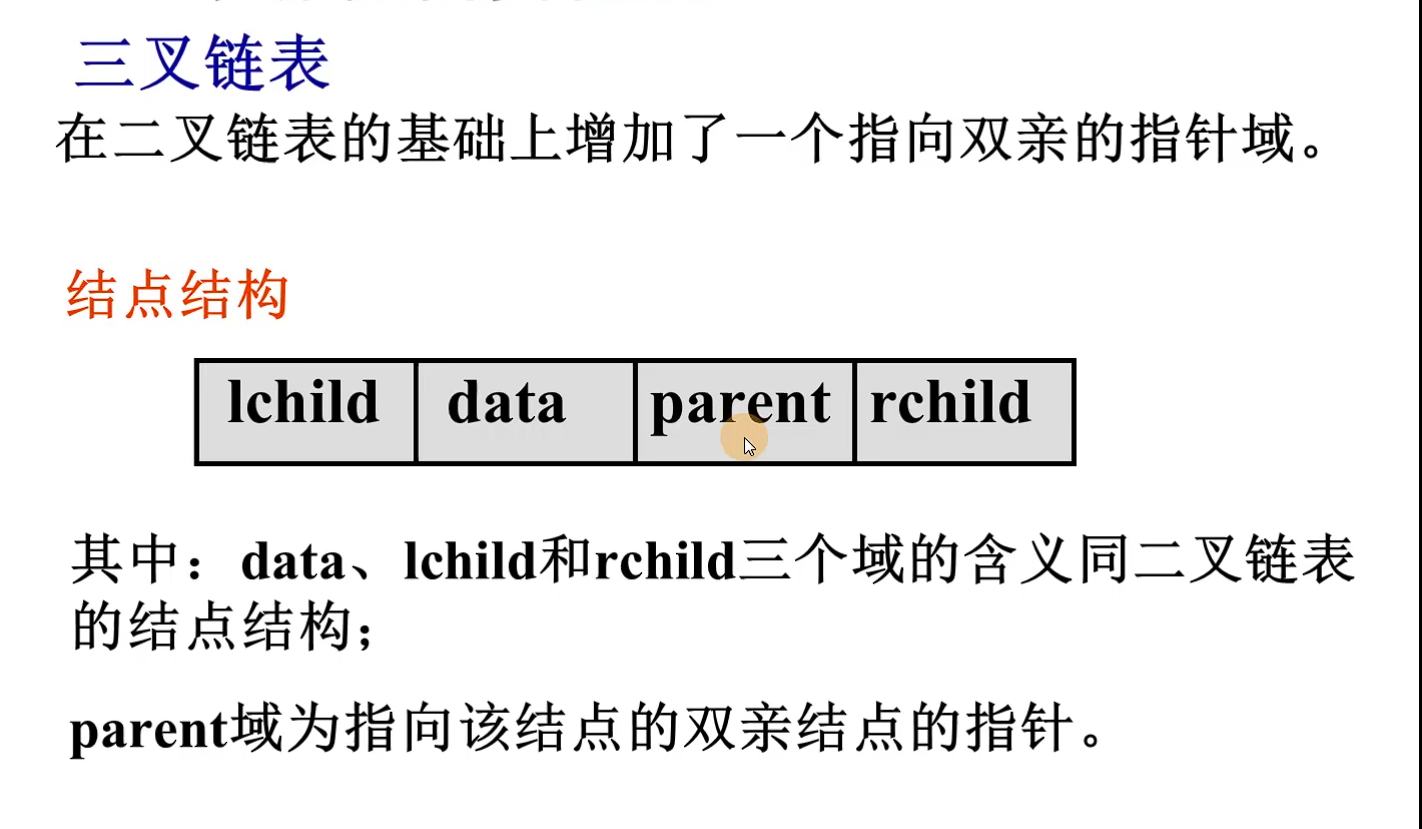 三叉链表
在二叉链表的基础上增加了一个指向双亲的指针域。
结点结构
lchild data parent rchild
其中：data、lchild和rchild三个域的含义同二叉链表
的结点结构；
parent域为指向该结点的双亲结点的指针。